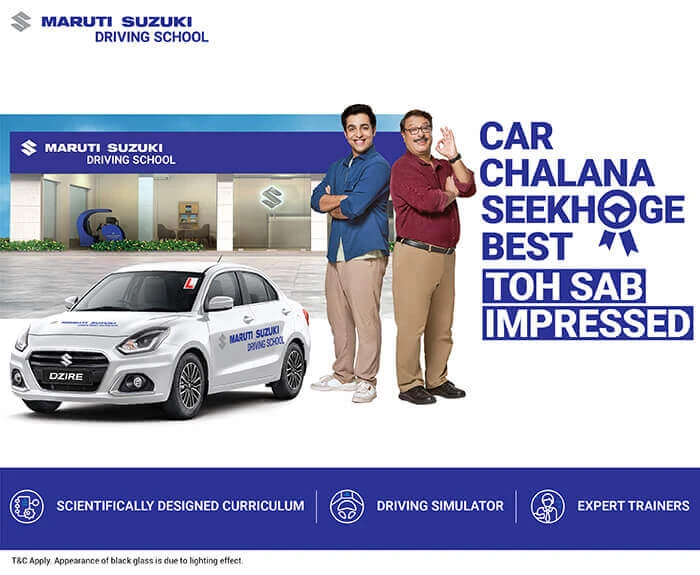 MARUTI SUZUKI
DRIVING SCHOOL
MARUTI SUZUKI
DRIVING SCHOOL
CAR
CHALANA
SEEKHOGE
BEST
TOH SAB
IMPRESSED
L
MARUTI SUZUKI
DRIVING SCHOOL
DZIRE
SCIENTIFICALLY DESIGNED CURRICULUM
DRIVING SIMULATOR
EXPERT TRAINERS
T&C Apply. Appearance of black glass is due to lighting effect.